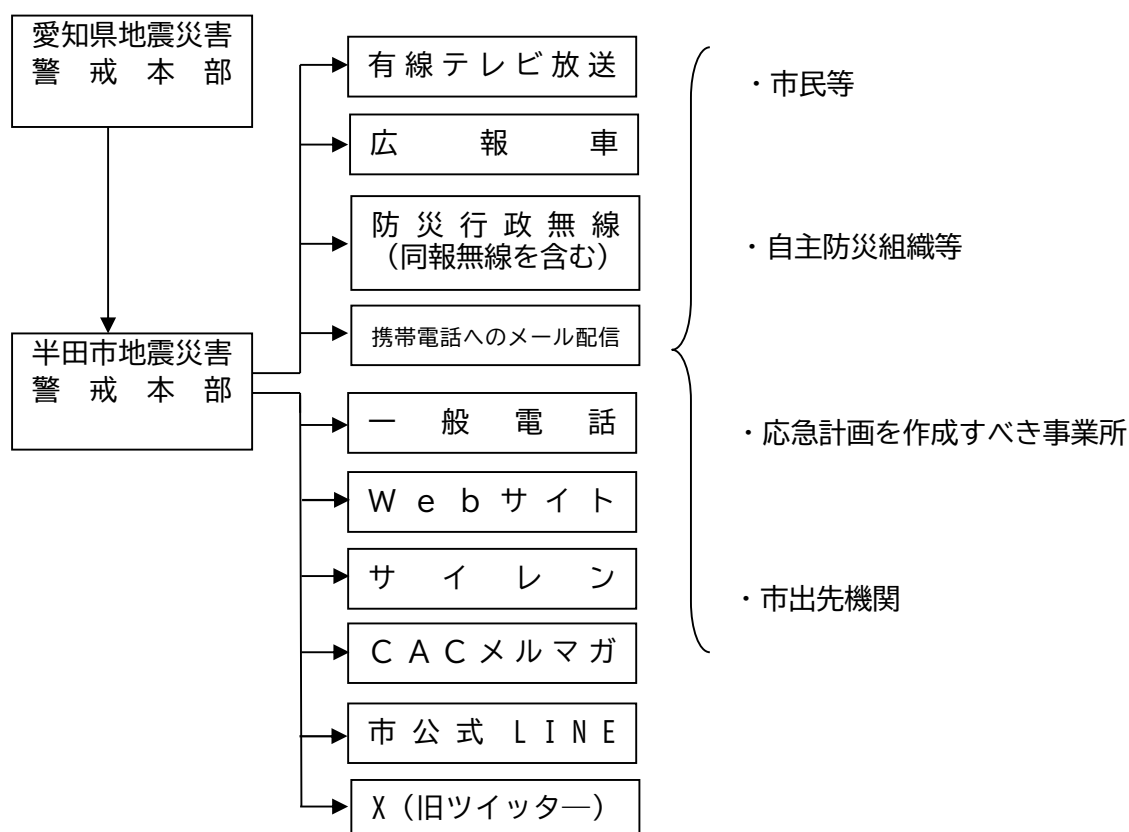 愛知県地震災害
警戒本部
有線テレビ放送
・市民等
広報車
防災行政無線
（同報無線を含む）
・自主防災組織等
携帯電話へのメール配信
半田市地震災害
警戒本部
一般電話
・応急計画を作成すべき事業所
Ｗｅｂサイト
サイレン
・市出先機関
ＣＡＣメルマガ
市公式 LINE
X（旧ツイッタ―）